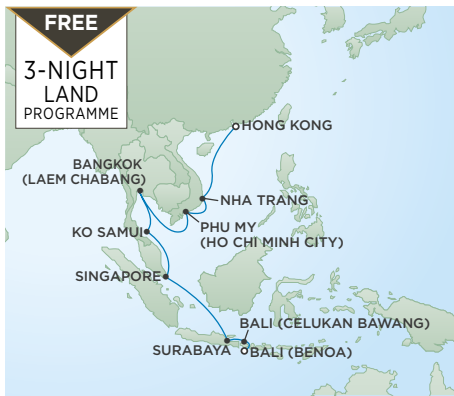 FREE
3-NIGHT
LAND
PROGRAMME
HONG KONG
BANGKOK
(LAEM CHABANG)
NHA TRANG
PHU MY
(HO CHI MINH CITY)
KO SAMUI
SINGAPORE
BALI (CELUKAN BAWANG)
SURABAYA
BALI (BENOA)